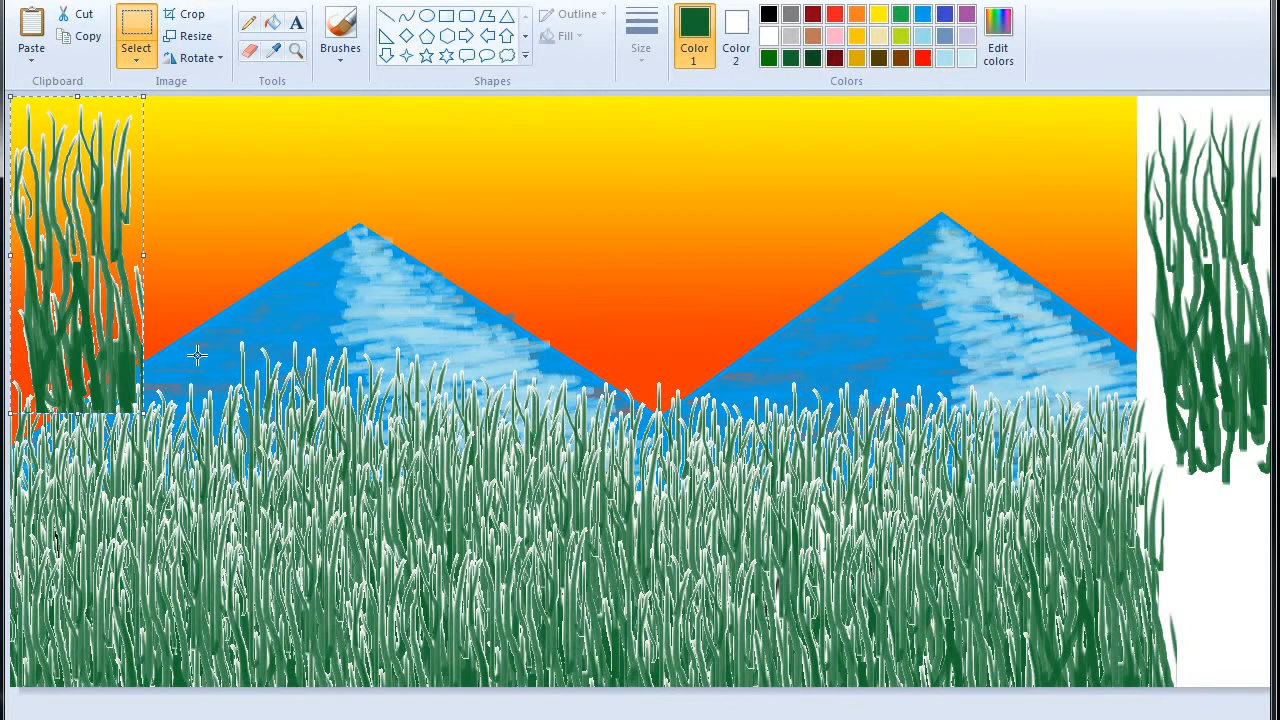 Paste
Cut
Copy
Clipboard
Select
Crop
Resize
Rotate
Image
A
Tools
Brushes
Outline
Fill
Shapes
Size
Color
1
Color
2
Edit
colors
Colors